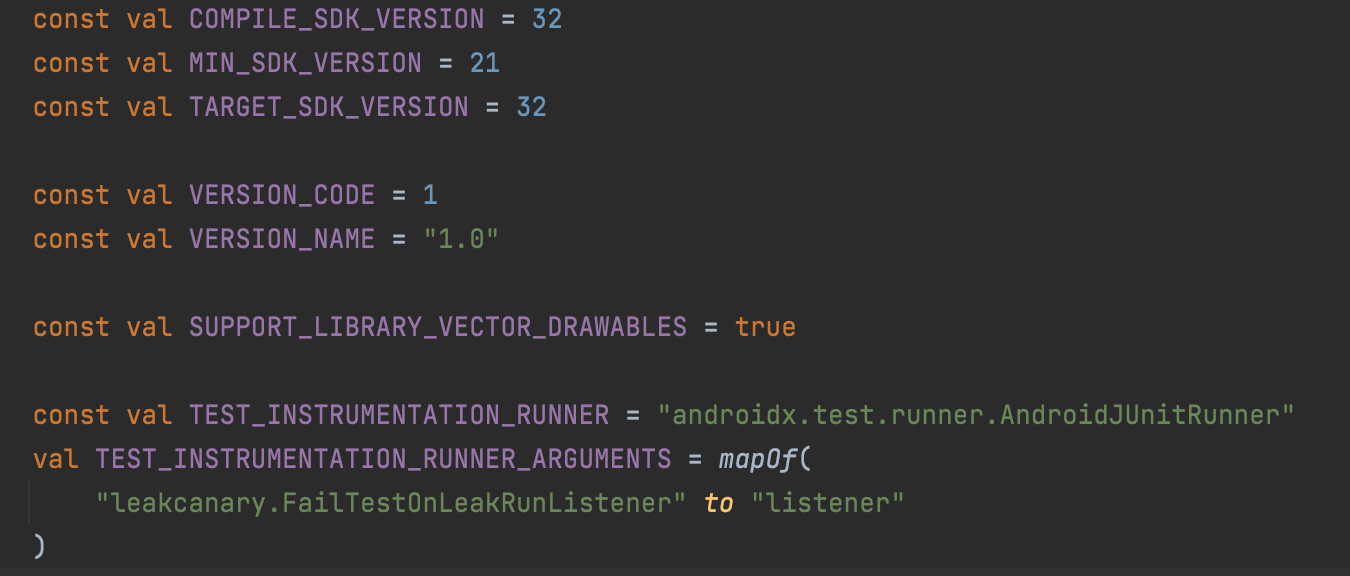 const val COMPILE_SDK_VERSION = 32
const val MIN_SDK_VERSION = 21
const val TARGET_SDK_VERSION = 32
const val VERSION_CODE = 1
const val VERSION_NAME = "1.0"
const val SUPPORT_LIBRARY_VECTOR_DRAWABLES = true
const val TEST_INSTRUMENTATION_RUNNER = "androidx.test.runner.AndroidJUnitRunner"
val TEST_INSTRUMENTATION_RUNNER_ARGUMENTS = mapOf(
    "leakcanary.FailTestOnLeakRunListener" to "listener"
)